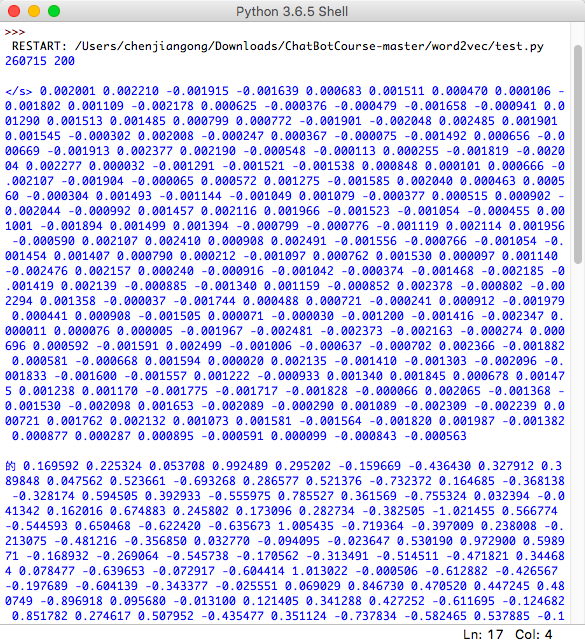 Python 3.6.5 Shell
>>>
 RESTART: /Users/chenjiangong/Downloads/ChatBotCourse-master/word2vec/test.py
260715 200
</s> 0.002001 0.002210 -0.001915 -0.001639 0.000683 0.001511 0.000470 0.000106 -
0.001802 0.001109 -0.002178 0.000625 -0.000376 -0.000479 -0.001658 -0.000941 0.0
01290 0.001513 0.001485 0.000799 0.000772 -0.001901 -0.002048 0.002485 0.001901
0.001545 -0.000302 0.002008 -0.000247 0.000367 -0.000075 -0.001492 0.000656 -0.0
00669 -0.001913 0.002377 0.002190 -0.000548 -0.000113 0.000255 -0.001819 -0.0020
04 0.002277 0.000032 -0.001291 -0.001521 -0.001538 0.000848 0.000101 0.000666 -0
.002107 -0.001904 -0.000065 0.000572 0.001275 -0.001585 0.002040 0.000463 0.0005
60 -0.000304 0.001493 -0.001144 -0.001049 0.001079 -0.000377 0.000515 0.000902 -
0.002044 -0.000992 0.001457 0.002116 0.001966 -0.001523 -0.001054 -0.000455 0.00
1001 -0.001894 0.001499 0.001394 -0.000799 -0.000776 -0.001119 0.002114 0.001956
 -0.000590 0.002107 0.002410 0.000908 0.002491 -0.001556 -0.000766 -0.001054 -0.
001454 0.001407 0.000790 0.000212 -0.001097 0.000762 0.001530 0.000097 0.001140
-0.002476 0.002157 0.000240 -0.000916 -0.001042 -0.000374 -0.001468 -0.002185 -0
.001419 0.002139 -0.000885 -0.001340 0.001159 -0.000852 0.002378 -0.000802 -0.00
2294 0.001358 -0.000037 -0.001744 0.000488 0.000721 -0.000241 0.000912 -0.001979
 0.000441 0.000908 -0.001505 0.000071 -0.000030 -0.001200 -0.001416 -0.002347 0.
000011 0.000076 0.000005 -0.001967 -0.002481 -0.002373 -0.002163 -0.000274 0.000
696 0.000592 -0.001591 0.002499 -0.001006 -0.000637 -0.000702 0.002366 -0.001882
 0.000581 -0.000668 0.001594 0.000020 0.002135 -0.001410 -0.001303 -0.002096 -0.
001833 -0.001600 -0.001557 0.001222 -0.000933 0.001340 0.001845 0.000678 0.00147
5 0.001238 0.001170 -0.001775 -0.001717 -0.001828 -0.000066 0.002065 -0.001368 -
0.001530 -0.002098 0.001653 -0.002089 -0.000290 0.001089 -0.002309 -0.002239 0.0
00721 0.001762 0.002132 0.001073 0.001581 -0.001564 -0.001820 0.001987 -0.001382
 0.000877 0.000287 0.000895 -0.000591 0.000099 -0.000843 -0.000563
的 0.169592 0.225324 0.053708 0.992489 0.295202 -0.159669 -0.436430 0.327912 0.3
89848 0.047562 0.523661 -0.693268 0.286577 0.521376 -0.732372 0.164685 -0.368138
 -0.328174 0.594505 0.392933 -0.555975 0.785527 0.361569 -0.755324 0.032394 -0.0
41342 0.162016 0.674883 0.245802 0.173096 0.282734 -0.382505 -1.021455 0.566774
-0.544593 0.650468 -0.622420 -0.635673 1.005435 -0.719364 -0.397009 0.238008 -0.
213075 -0.481216 -0.356850 0.032770 -0.094095 -0.023647 0.530190 0.972900 0.5989
71 -0.168932 -0.269064 -0.545738 -0.170562 -0.313491 -0.514511 -0.471821 0.34468
4 0.078477 -0.639653 -0.072917 -0.604414 1.013022 -0.000506 -0.612882 -0.426567
-0.197689 -0.604139 -0.343377 -0.025551 0.069029 0.846730 0.470520 0.447245 0.48
0749 -0.896918 0.095680 -0.013100 0.121405 0.341288 0.427252 -0.611695 -0.124682
 0.851782 0.274617 0.507952 -0.435477 0.351124 -0.737834 -0.582465 0.537885 -0.1
Ln: 17 Col: 4